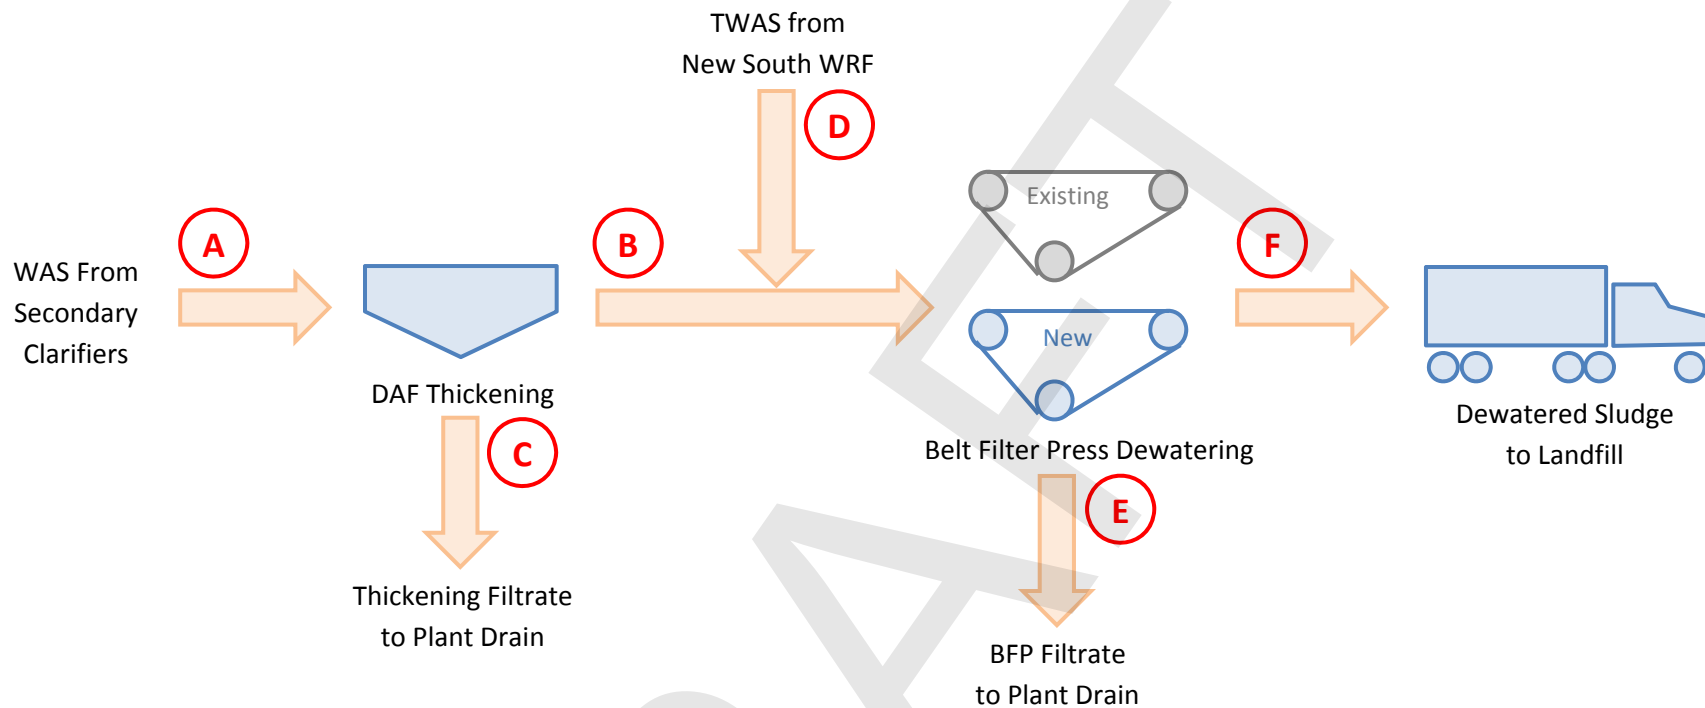 TWAS from
New South WRF
D
A
B
F
Existing
WAS From
Secondary
Clarifiers
New
DAF Thickening
C
Belt Filter Press Dewatering
E
Dewatered Sludge
to Landfill
Thickening Filtrate
to Plant Drain
BFP Filtrate
to Plant Drain
DRAFT